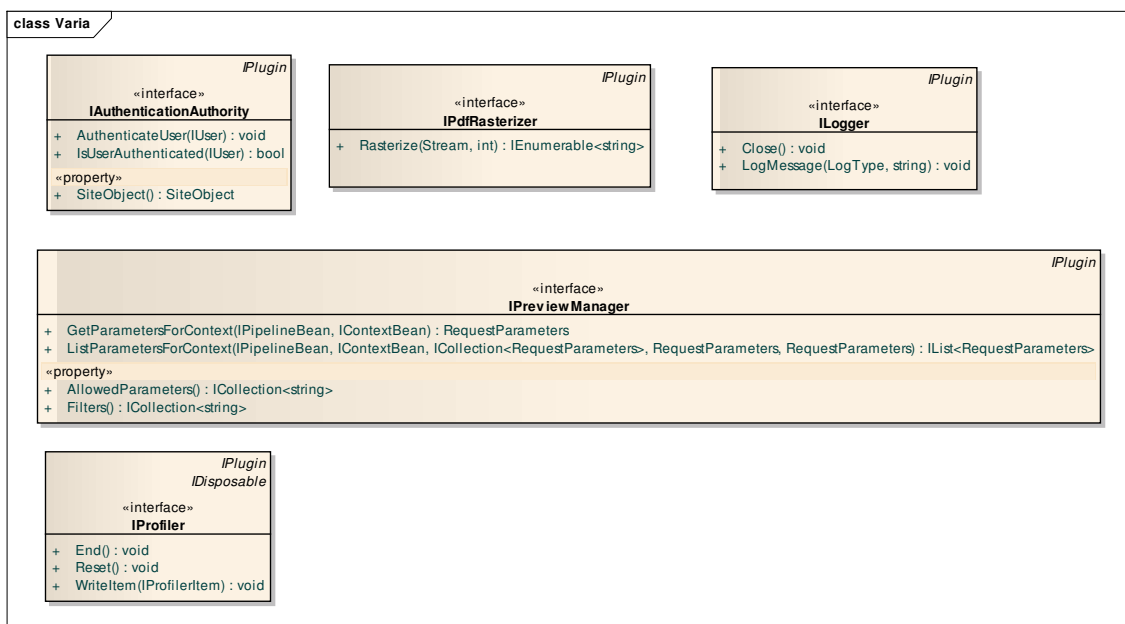 class Varia
IPlugin
«interface»
IAuthenticationAuthority
+ AuthenticateUser(IUser) : void
+ IsUserAuthenticated(IUser) : bool
«property»
+ SiteObject() : SiteObject
IPlugin
«interface»
IPdfRasterizer
+ Rasterize(Stream, int) : IEnumerable<string>
IPlugin
«interface»
ILogger
+ Close() : void
+ LogMessage(LogType, string) : void
IPlugin
«interface»
IPreviewManager
+ GetParametersForContext(IPipelineBean, IContextBean) : RequestParameters
+ ListParametersForContext(IPipelineBean, IContextBean, ICollection<RequestParameters>, RequestParameters, RequestParameters) : IList<RequestParameters>
«property»
+ AllowedParameters() : ICollection<string>
+ Filters() : ICollection<string>
IPlugin
IDisposable
«interface»
IProfiler
+ End() : void
+ Reset() : void
+ WriteItem(IProfilerItem) : void